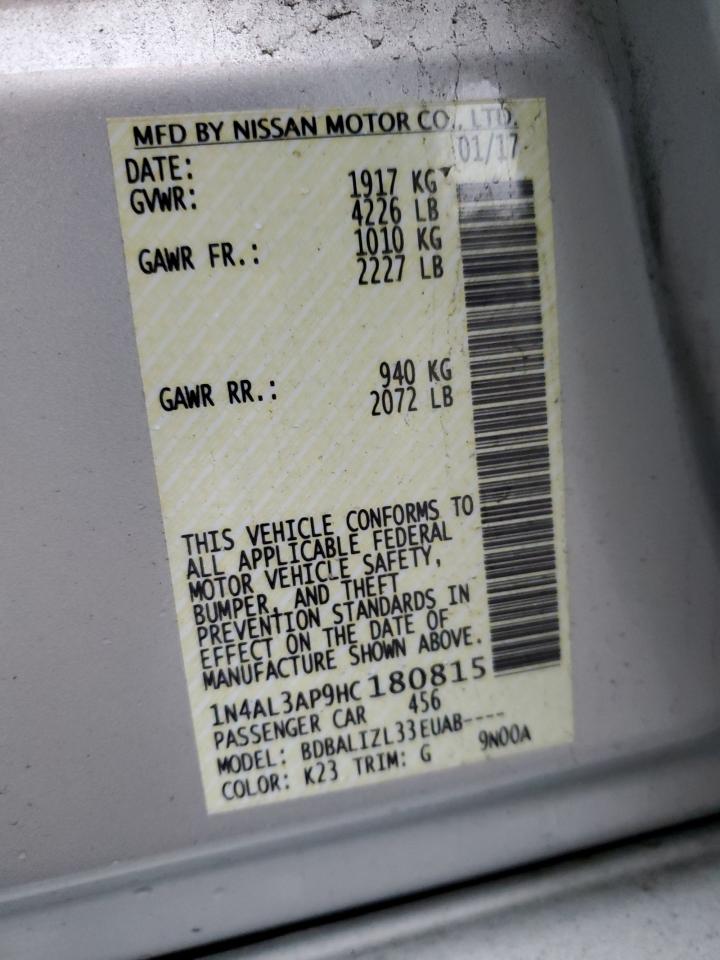 MFD BY NISSAN MOTOR CO., LTD.
DATE: 01/17
GVWR: 1917 KG
4226 LB
GAWR FR.: 1010 KG
2227 LB
GAWR RR.: 940 KG
2072 LB
THIS VEHICLE CONFORMS TO
ALL APPLICABLE FEDERAL
MOTOR VEHICLE SAFETY,
BUMPER, AND THEFT
PREVENTION STANDARDS IN
EFFECT ON THE DATE OF
MANUFACTURE SHOWN ABOVE.
1N4AL3AP9HC180815
PASSENGER CAR 456
MODEL: BDBALIZL33EUAB----
COLOR: K23 TRIM: G 9N00A